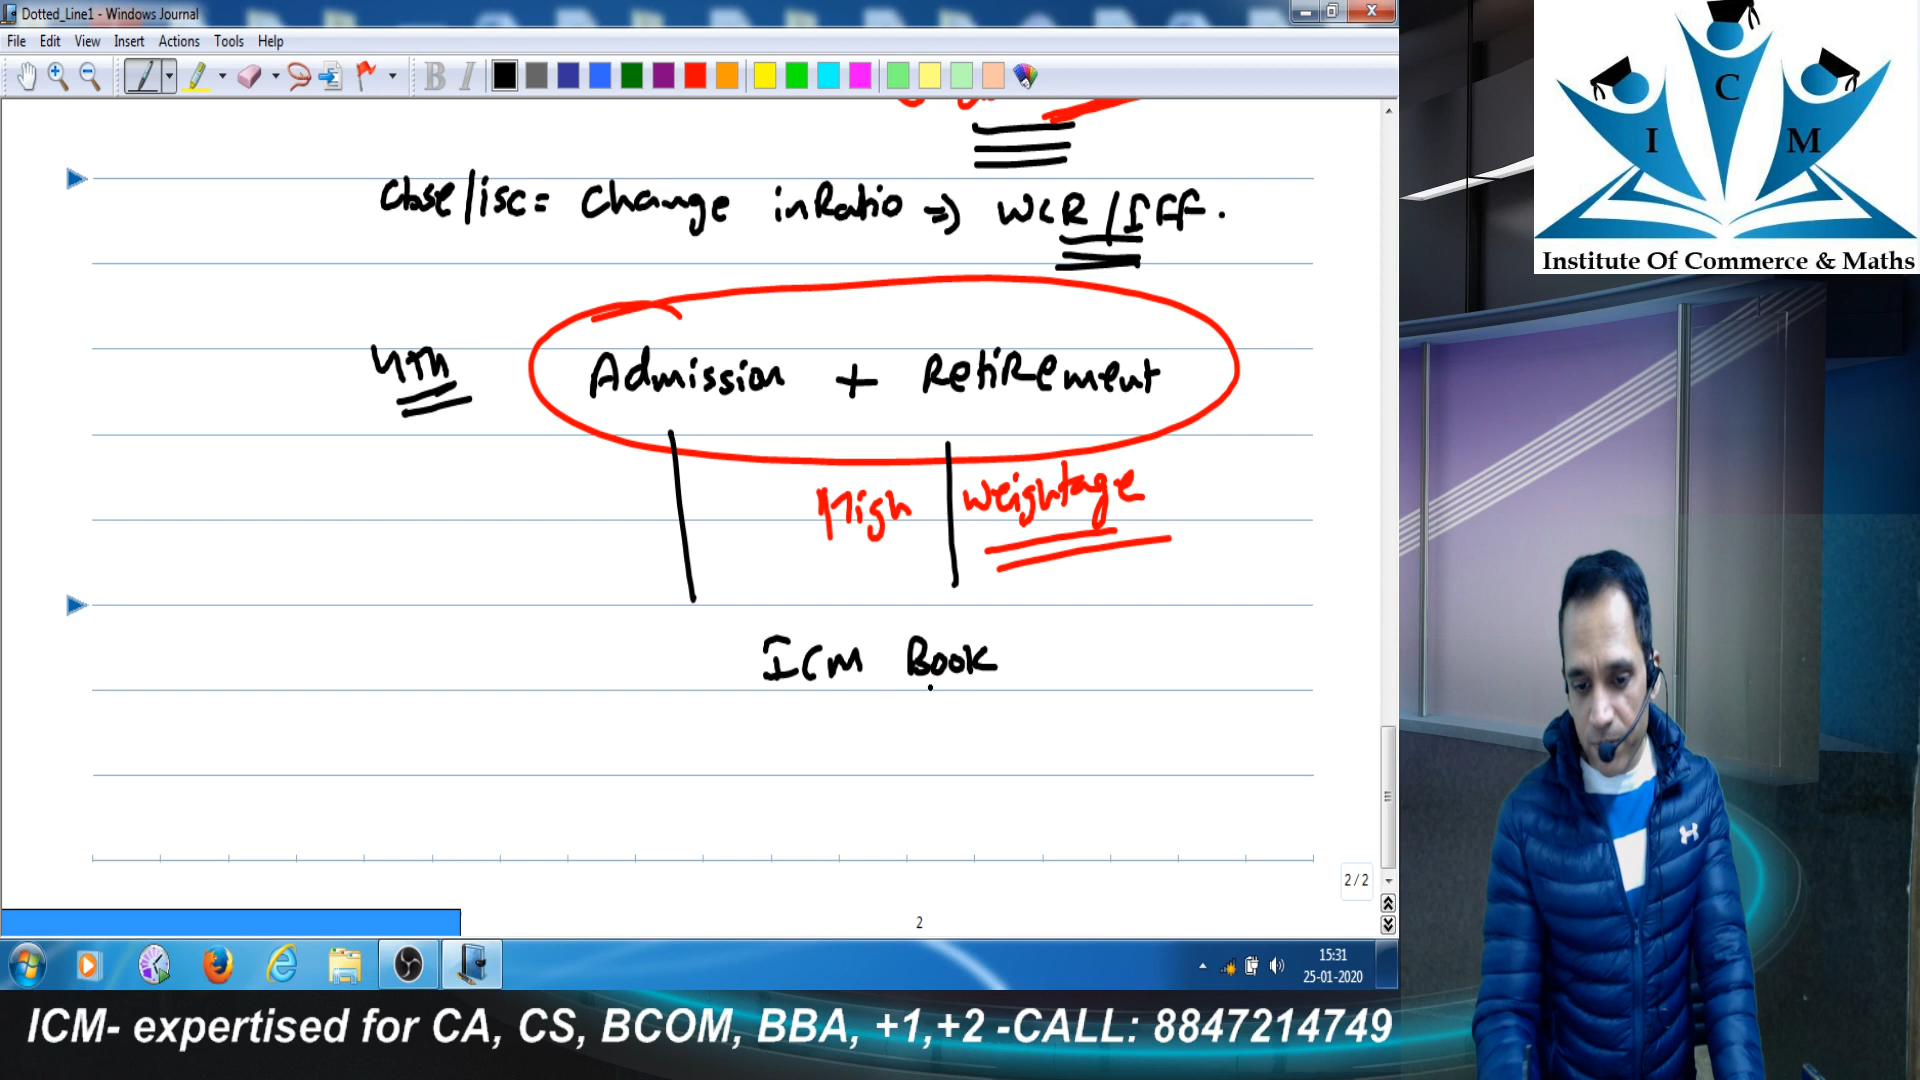 Dotted_Line1 - Windows Journal
File Edit View Insert Actions Tools Help
B I
Cbse/isc = Change in Ratio => WCR/IFF.
4th Admission + Retirement
High Weightage
ICM Book
2/2
2
15:31
25-01-2020
ICM- expertised for CA, CS, BCOM, BBA, +1,+2 -CALL: 8847214749
I C M
Institute Of Commerce & Maths